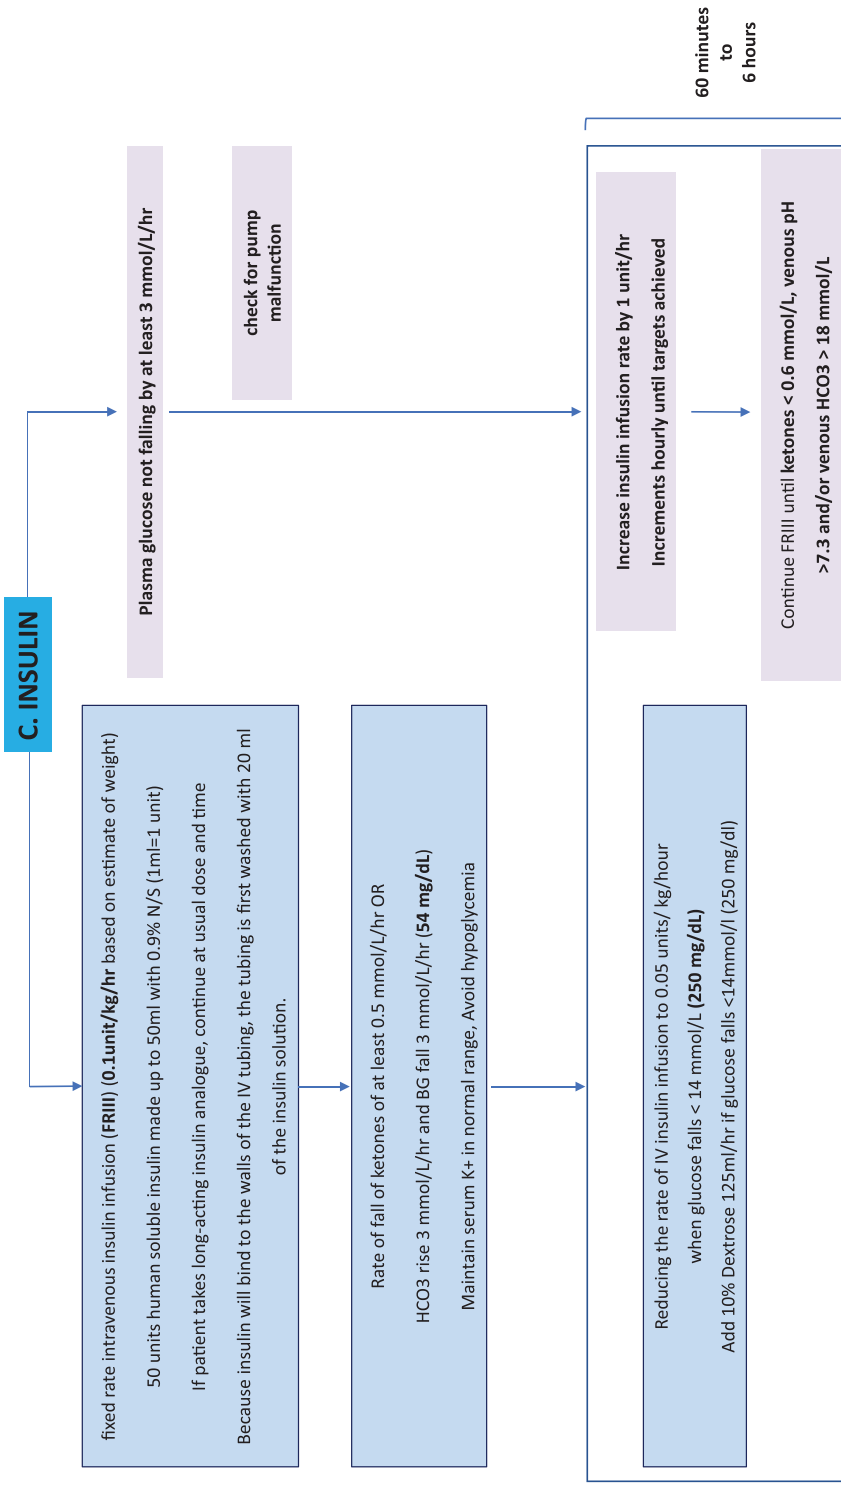 C. INSULIN
fixed rate intravenous insulin infusion (FRIII) (0.1unit/kg/hr based on estimate of weight)
50 units human soluble insulin made up to 50ml with 0.9% N/S (1ml=1 unit)
If patient takes long-acting insulin analogue, continue at usual dose and time
Because insulin will bind to the walls of the IV tubing, the tubing is first washed with 20 ml
of the insulin solution.
Rate of fall of ketones of at least 0.5 mmol/L/hr OR
HCO3 rise 3 mmol/L/hr and BG fall 3 mmol/L/hr (54 mg/dL)
Maintain serum K+ in normal range, Avoid hypoglycemia
Reducing the rate of IV insulin infusion to 0.05 units/ kg/hour
when glucose falls < 14 mmol/L (250 mg/dL)
Add 10% Dextrose 125ml/hr if glucose falls <14mmol/l (250 mg/dl)
Plasma glucose not falling by at least 3 mmol/L/hr
check for pump
malfunction
Increase insulin infusion rate by 1 unit/hr
Increments hourly until targets achieved
Continue FRIII until ketones < 0.6 mmol/L, venous pH
>7.3 and/or venous HCO3 > 18 mmol/L
60 minutes
to
6 hours